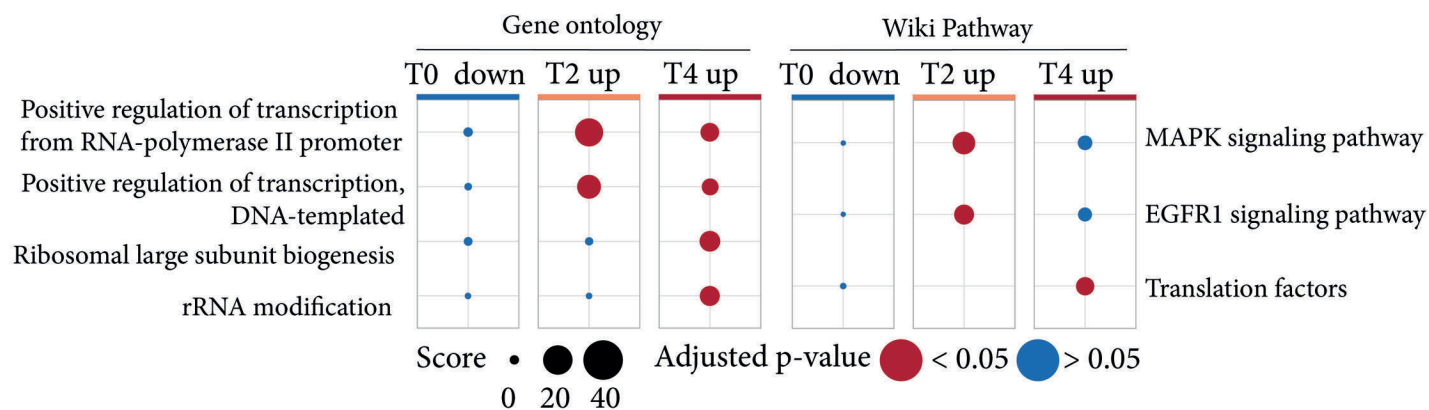 Gene ontology
Wiki Pathway
T0 down
T2 up
T4 up
T0 down
T2 up
T4 up
Positive regulation of transcription
from RNA-polymerase II promoter
Positive regulation of transcription,
DNA-templated
Ribosomal large subunit biogenesis
rRNA modification
MAPK signaling pathway
EGFR1 signaling pathway
Translation factors
Score
0 20 40
Adjusted p-value < 0.05 > 0.05